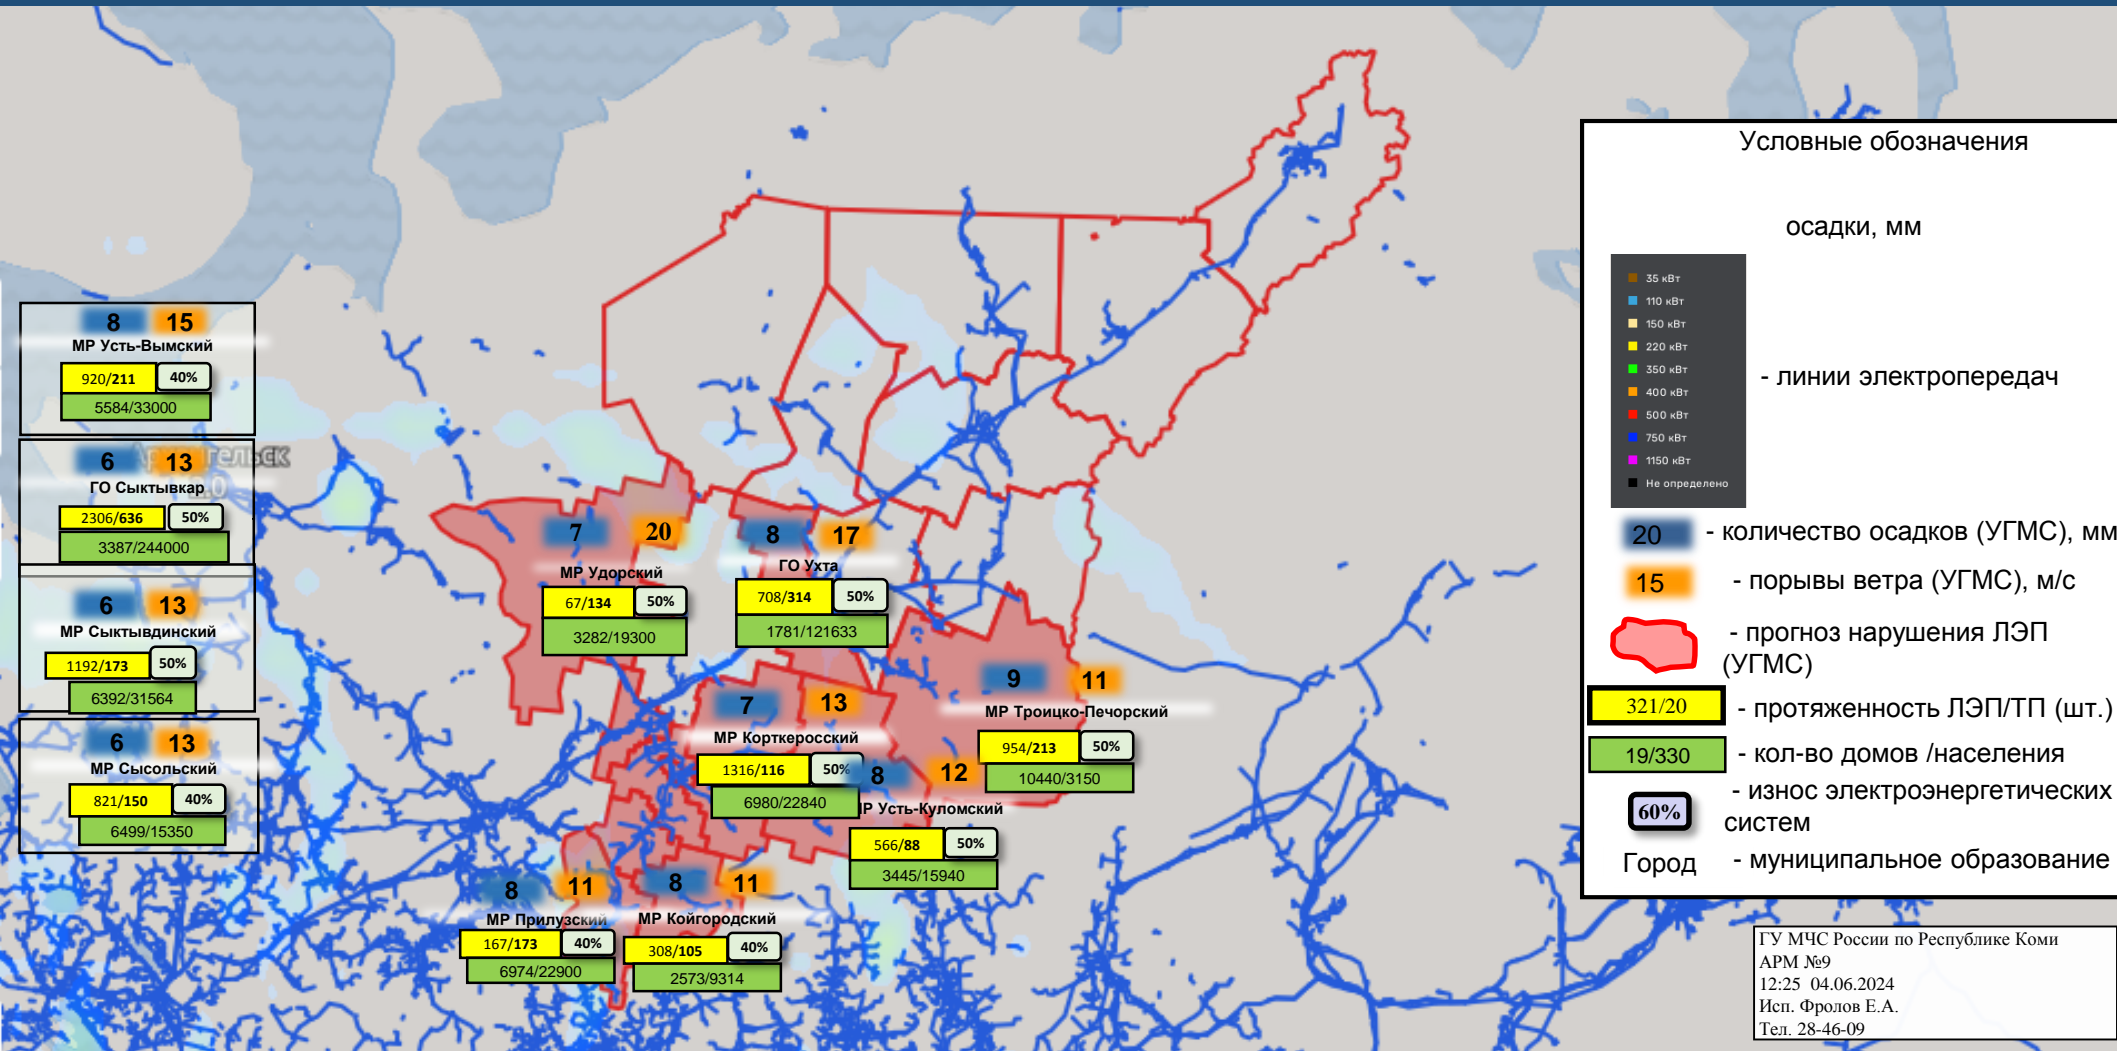 8 15
МР Усть-Вымский
920/211 40%
5584/33000
6 13
ГО Сыктывкар
2306/636 50%
3387/244000
6 13
МР Сыктывдинский
1192/173 50%
6392/31564
6 13
МР Сысольский
821/150 40%
6499/15350
7 20
МР Удорский
67/134 50%
3282/19300
8 17
ГО Ухта
708/314 50%
1781/121633
7 13
МР Корткеросский
1316/116 50%
6980/22840
9 11
МР Троицко-Печорский
954/213 50%
10440/3150
8 12
Усть-Куломский
566/88 50%
3445/15940
8 11
МР Прилузский
167/173 40%
6974/22900
8 11
МР Койгородский
308/105 40%
2573/9314
Условные обозначения
осадки, мм
35 кВт
110 кВт
150 кВт
220 кВт
350 кВт
400 кВт
500 кВт
750 кВт
1150 кВт
Не определено
- линии электропередач
20 - количество осадков (УГМС), мм
15 - порывы ветра (УГМС), м/с
- прогноз нарушения ЛЭП
(УГМС)
321/20 - протяженность ЛЭП/ТП (шт.)
19/330 - кол-во домов /населения
60% - износ электроэнергетических
систем
Город - муниципальное образование
ГУ МЧС России по Республике Коми
АРМ №9
12:25 04.06.2024
Исп. Фролов Е.А.
Тел. 28-46-09